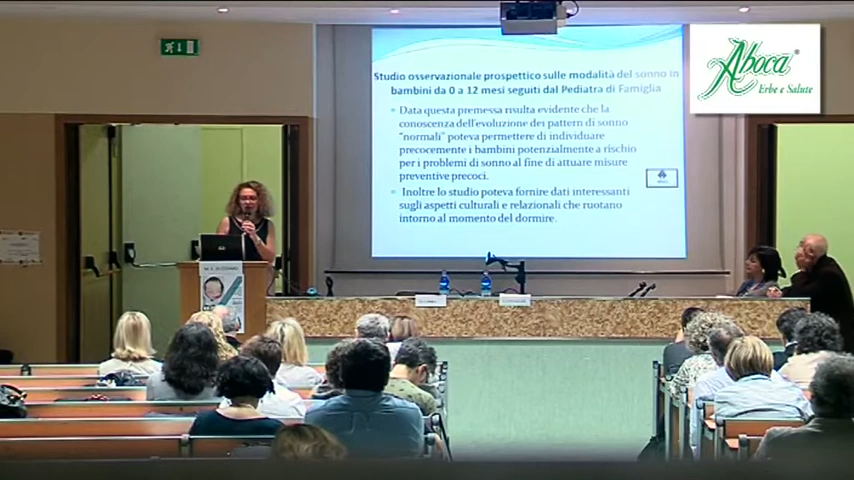 Studio osservazionale prospettico sulle modalità del sonno in
bambini da 0 a 12 mesi seguiti dal Pediatra di Famiglia
Data questa premessa risulta evidente che la
conoscenza dell'evoluzione dei pattern di sonno
"normali" poteva permettere di individuare
precocemente i bambini potenzialmente a rischio
per i problemi di sonno al fine di attuare misure
preventive precoci.
Inoltre lo studio poteva fornire dati interessanti
sugli aspetti culturali e relazionali che ruotano
intorno al momento del dormire.
Aboca®
Erbe e Salute